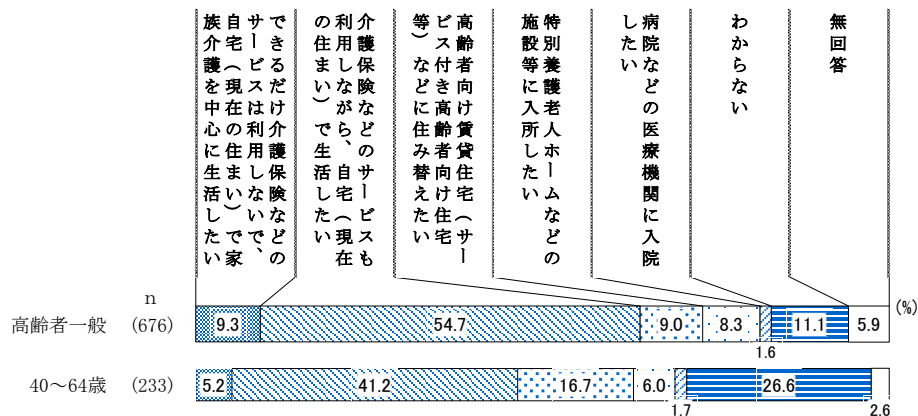 できるだけ介護保険などの
サービスは利用しないで、
自宅（現在の住まい）で家
族介護を中心に生活したい
介護保険などのサービスも
利用しながら、自宅（現在
の住まい）で生活したい
高齢者向け賃貸住宅（サー
ビス付き高齢者向け住宅
等）などに住み替えたい
特別養護老人ホームなどの
施設等に入所したい
病院などの医療機関に入院
したい
わからない
無回答
n
(%)
高齢者一般 (676) 9.3 54.7 9.0 8.3 11.1 5.9
1.6
40～64歳 (233) 5.2 41.2 16.7 6.0 26.6
1.7 2.6